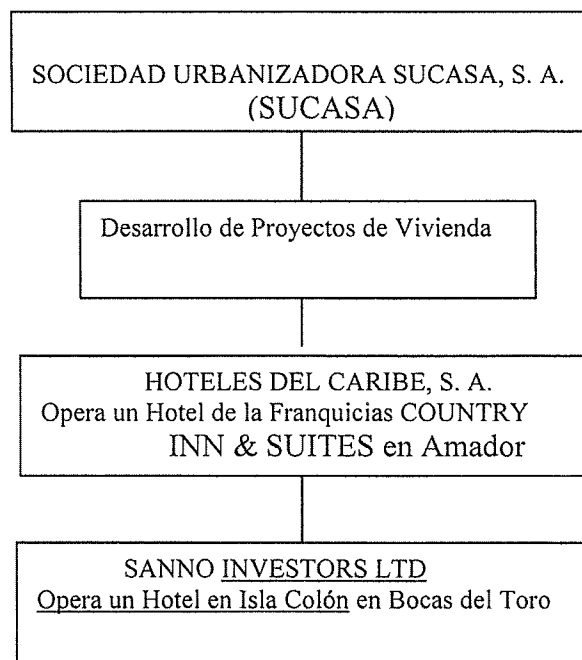 SOCIEDAD URBANIZADORA SUCASA, S. A.
(SUCASA)
Desarrollo de Proyectos de Vivienda
HOTELES DEL CARIBE, S. A.
Opera un Hotel de la Franquicias COUNTRY
INN & SUITES en Amador
SANNO INVESTORS LTD
Opera un Hotel en Isla Colón en Bocas del Toro